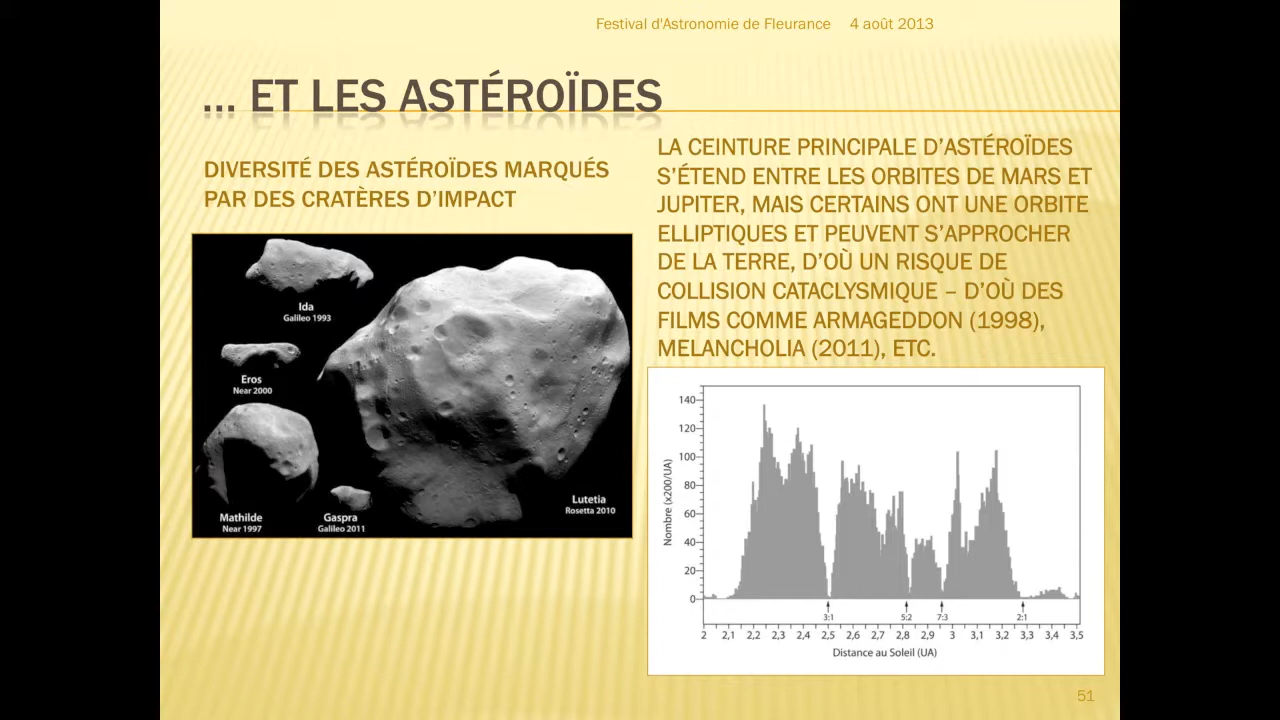 Festival d'Astronomie de Fleurance 4 août 2013
... ET LES ASTÉROÏDES
DIVERSITÉ DES ASTÉROÏDES MARQUÉS
PAR DES CRATÈRES D'IMPACT
Ida
Galileo 1993
Eros
Near 2000
Mathilde
Near 1997
Gaspra
Galileo 2011
Lutetia
Rosetta 2010
LA CEINTURE PRINCIPALE D'ASTÉROÏDES
S'ÉTEND ENTRE LES ORBITES DE MARS ET
JUPITER, MAIS CERTAINS ONT UNE ORBITE
ELLIPTIQUES ET PEUVENT S'APPROCHER
DE LA TERRE, D'OÙ UN RISQUE DE
COLLISION CATACLYSMIQUE – D'OÙ DES
FILMS COMME ARMAGEDDON (1998),
MELANCHOLIA (2011), ETC.
Nombre (x200/UA)
140
120
100
80
60
40
20
0
3:1 5:2 7:3 2:1
2 2,1 2,2 2,3 2,4 2,5 2,6 2,7 2,8 2,9 3 3,1 3,2 3,3 3,4 3,5
Distance au Soleil (UA)
51